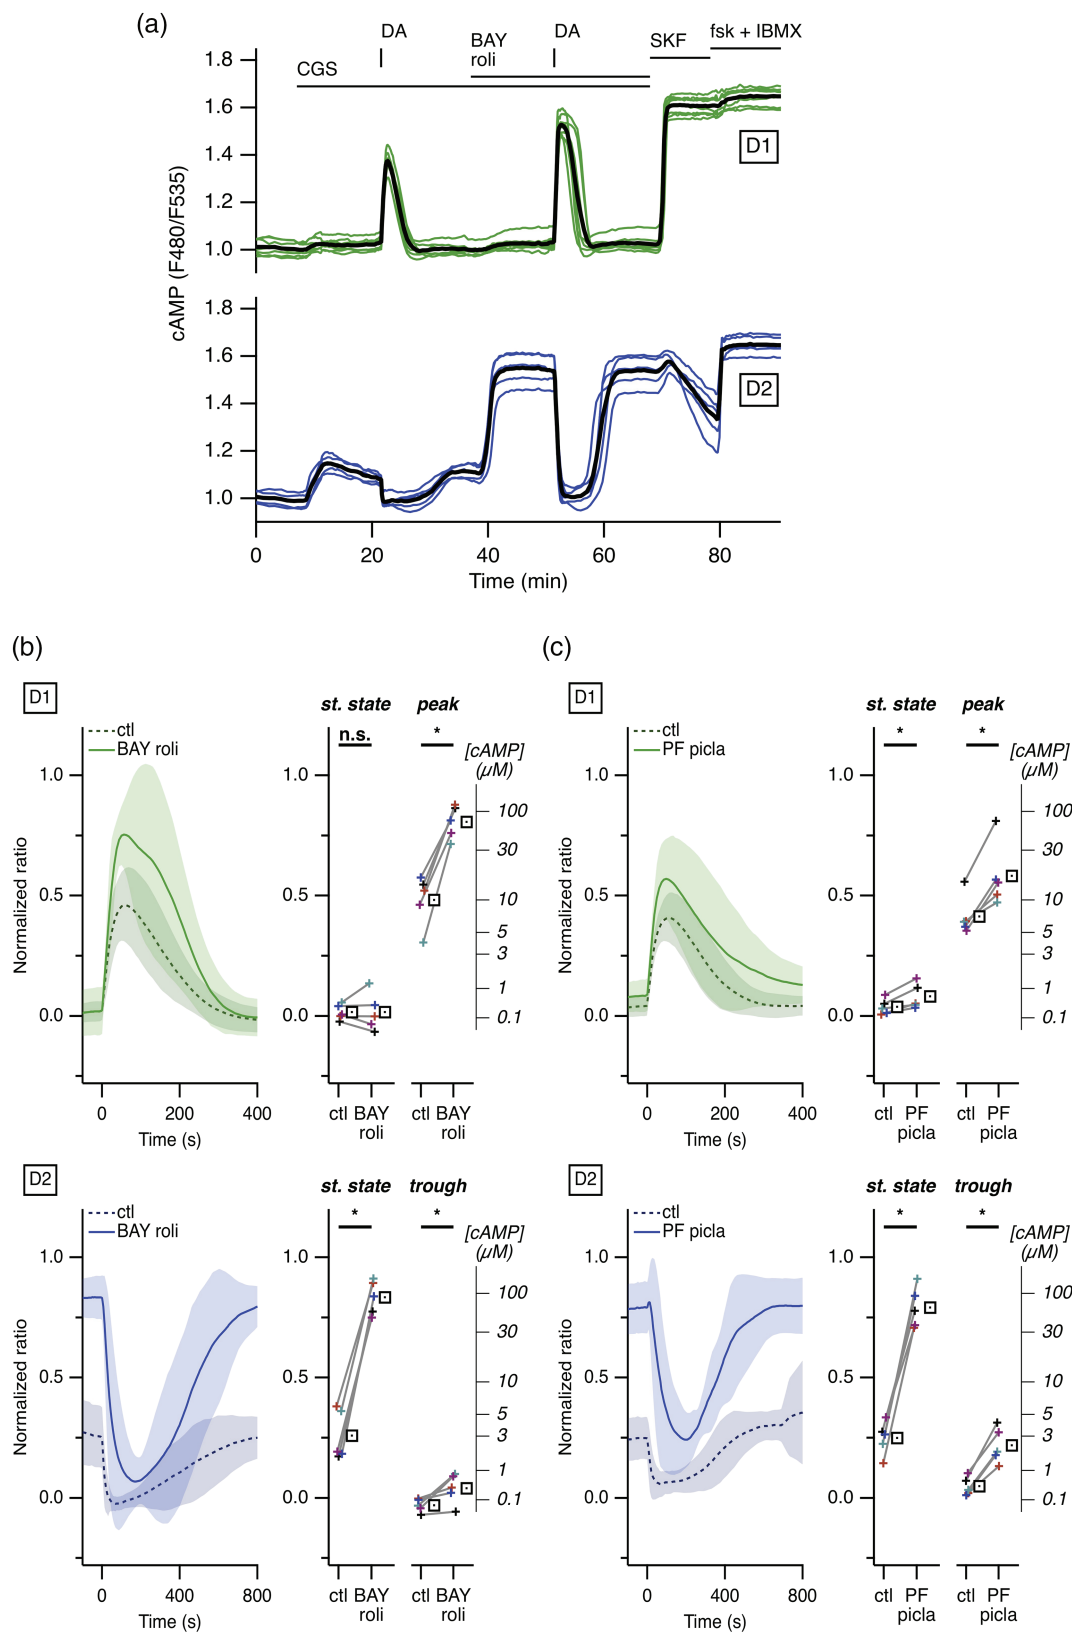 (a)
DA
BAY
roli
DA
SKF
fsk + IBMX
CGS
1.8
1.6
1.4
1.2
1.0
D1
cAMP (F480/F535)
1.8
1.6
1.4
1.2
1.0
D2
0 20 40 60 80
Time (min)
(b)
D1
ctl
BAY roli
Normalized ratio
1.0
0.5
0.0
0 200 400
Time (s)
st. state peak
n.s. *
1.0
0.5
0.0
[cAMP]
(µM)
100
30
10
5
3
1
0.1
ctl BAY roli
ctl BAY roli
D2
ctl
BAY roli
Normalized ratio
1.0
0.5
0.0
0 400 800
Time (s)
st. state trough
* *
1.0
0.5
0.0
[cAMP]
(µM)
100
30
10
5
3
1
0.1
ctl BAY roli
ctl BAY roli
(c)
D1
ctl
PF picla
Normalized ratio
1.0
0.5
0.0
0 200 400
Time (s)
st. state peak
* *
1.0
0.5
0.0
[cAMP]
(µM)
100
30
10
5
3
1
0.1
ctl PF picla
ctl PF picla
D2
ctl
PF picla
Normalized ratio
1.0
0.5
0.0
0 400 800
Time (s)
st. state trough
* *
1.0
0.5
0.0
[cAMP]
(µM)
100
30
10
5
3
1
0.1
ctl PF picla
ctl PF picla